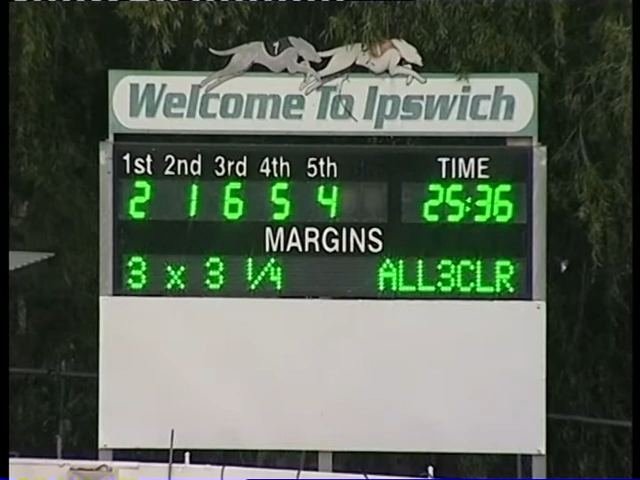 Welcome To Ipswich
1st 2nd 3rd 4th 5th TIME
2 1 6 5 4 25:36
MARGINS
3 x 3 1/4 ALL3CLR